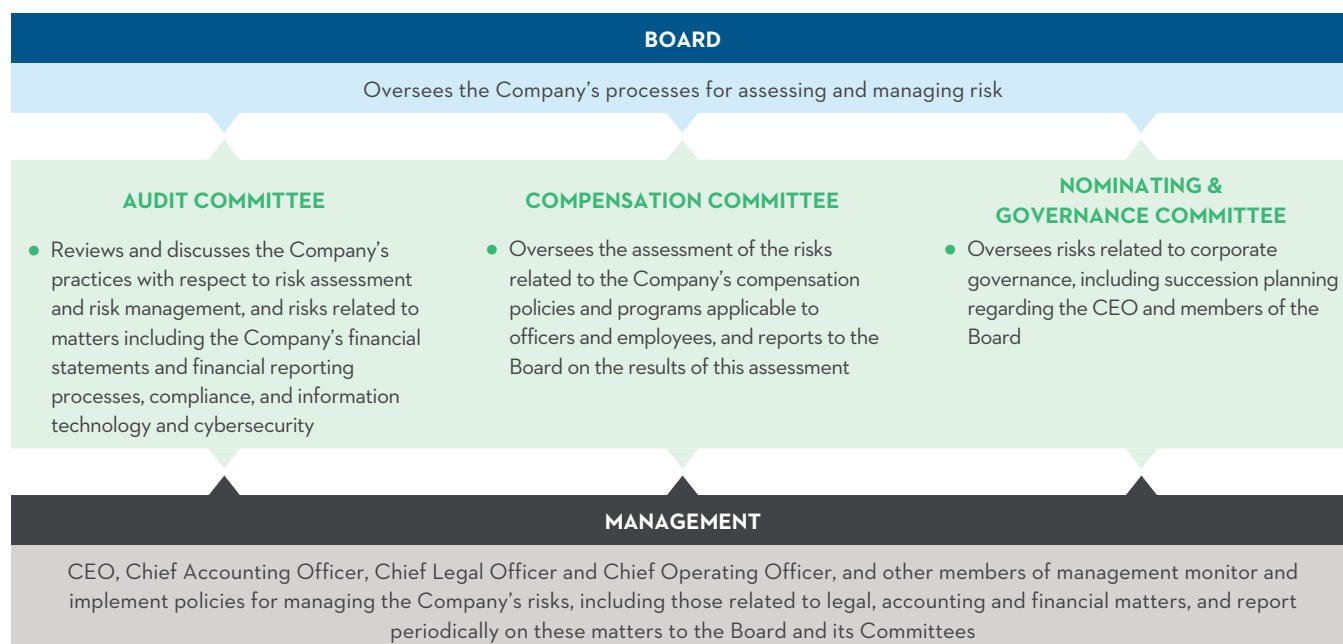 BOARD
Oversees the Company’s processes for assessing and managing risk
AUDIT COMMITTEE
• Reviews and discusses the Company’s
practices with respect to risk assessment
and risk management, and risks related to
matters including the Company’s financial
statements and financial reporting
processes, compliance, and information
technology and cybersecurity
COMPENSATION COMMITTEE
• Oversees the assessment of the risks
related to the Company’s compensation
policies and programs applicable to
officers and employees, and reports to the
Board on the results of this assessment
NOMINATING &
GOVERNANCE COMMITTEE
• Oversees risks related to corporate
governance, including succession planning
regarding the CEO and members of the
Board
MANAGEMENT
CEO, Chief Accounting Officer, Chief Legal Officer and Chief Operating Officer, and other members of management monitor and
implement policies for managing the Company’s risks, including those related to legal, accounting and financial matters, and report
periodically on these matters to the Board and its Committees